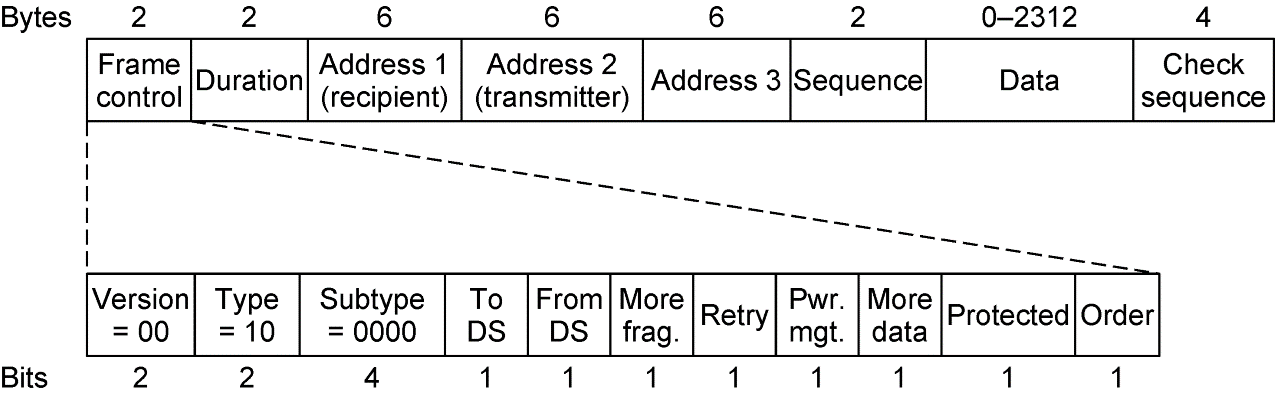 Bytes 2 2 6 6 6 2 0–2312 4
Frame control Duration Address 1 (recipient) Address 2 (transmitter) Address 3 Sequence Data Check sequence
Version = 00 Type = 10 Subtype = 0000 To DS From DS More frag. Retry Pwr. mgt. More data Protected Order
Bits 2 2 4 1 1 1 1 1 1 1 1